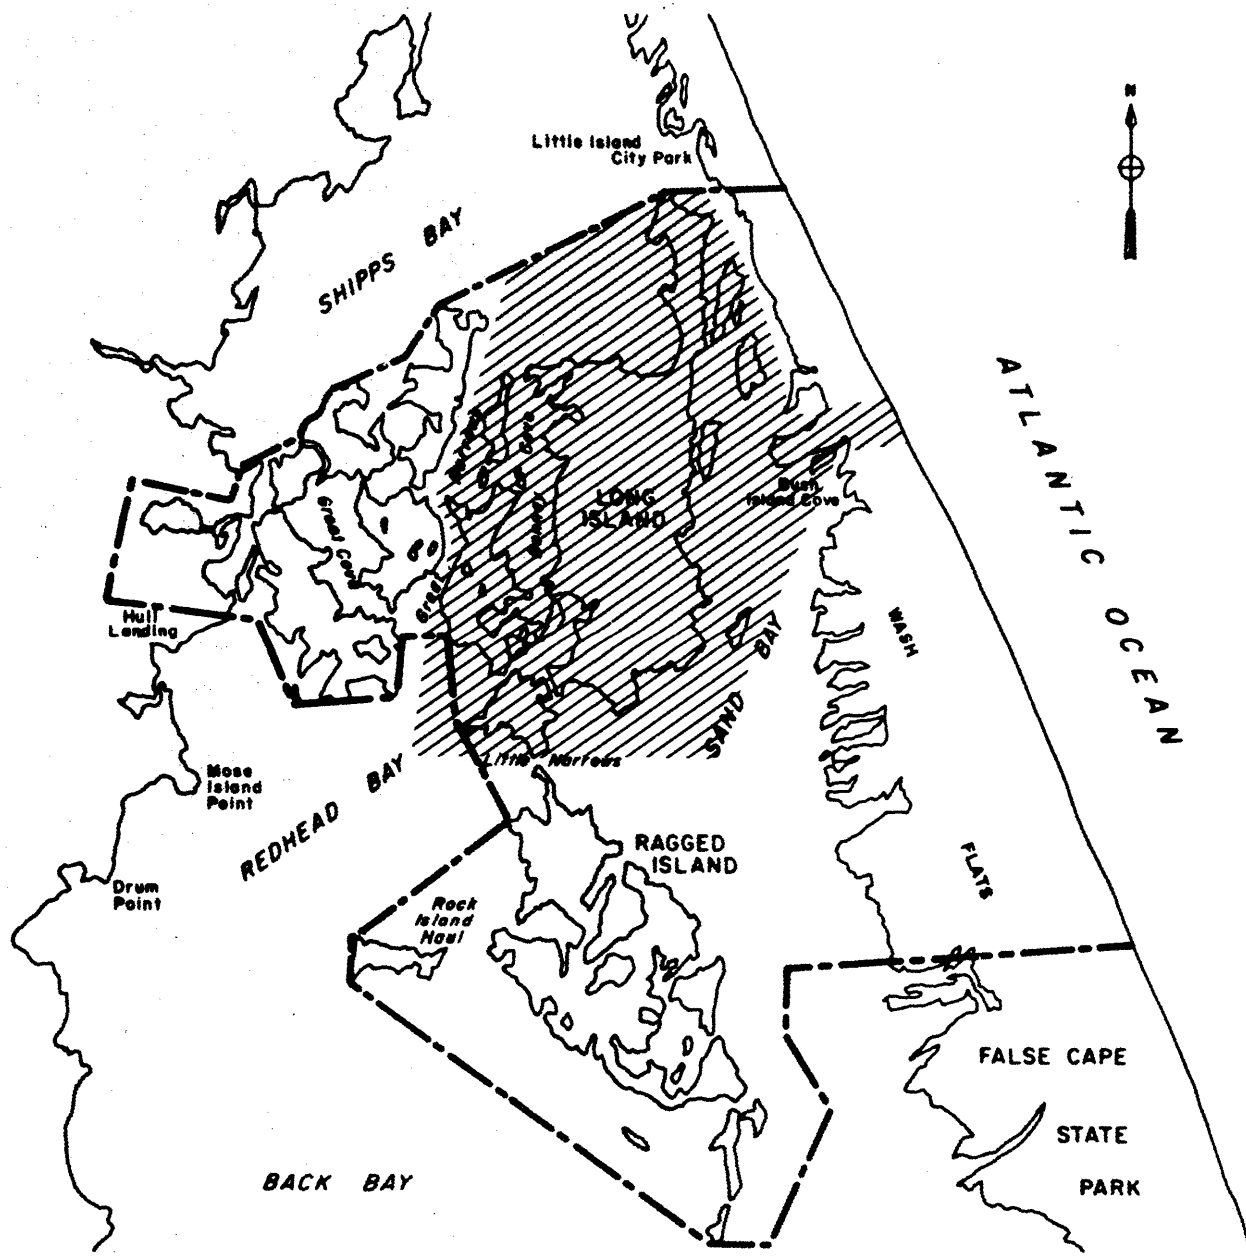 N
Little Island
City Park
SHIPPS BAY
ATLANTIC OCEAN
Cove
LONG
ISLAND
Bush
Island Cove
Great Cove
Great
Hull
Landing
WASH
FLATS
SAND BAY
Little Narrows
Mose
Island
Point
REDHEAD BAY
RAGGED
ISLAND
Drum
Point
Rock
Island
Haul
FALSE CAPE
STATE
PARK
BACK BAY